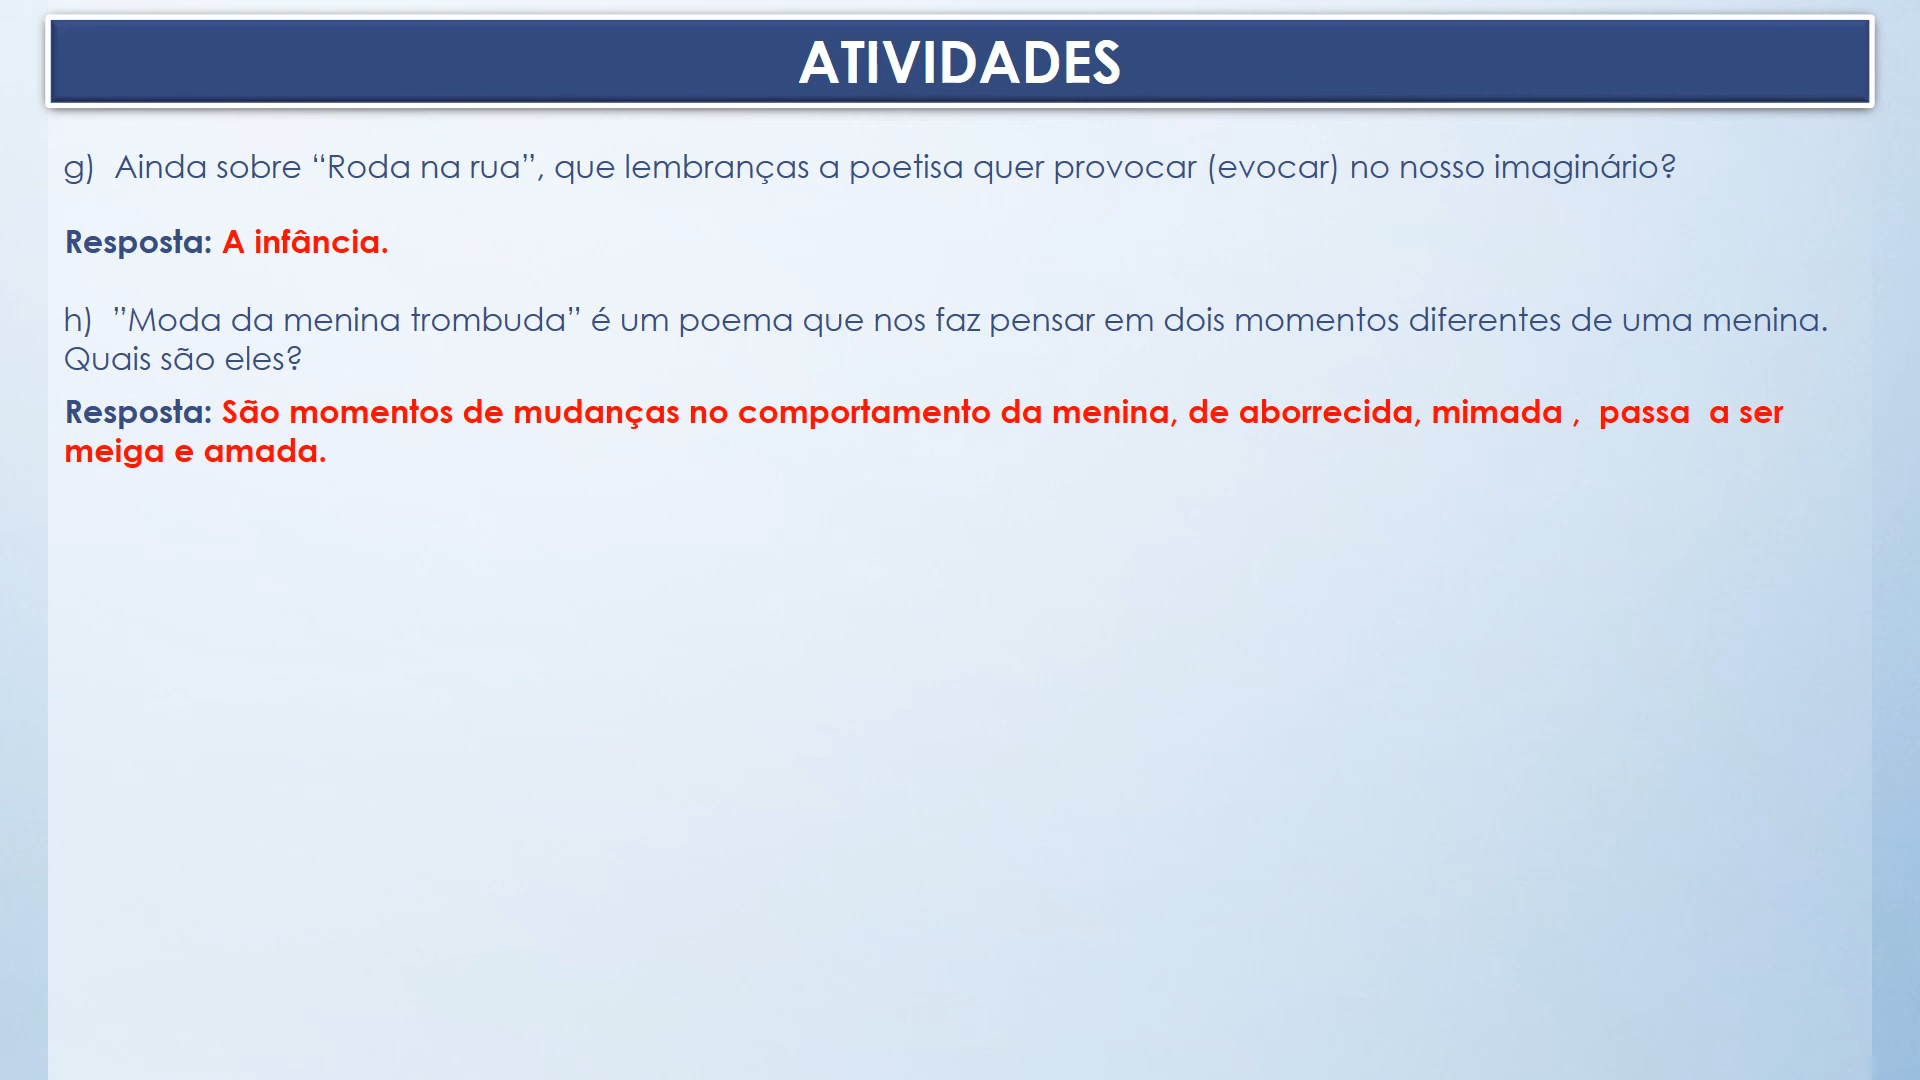 ATIVIDADES
g)  Ainda sobre “Roda na rua”, que lembranças a poetisa quer provocar (evocar) no nosso imaginário?
Resposta: A infância.
h)  ”Moda da menina trombuda” é um poema que nos faz pensar em dois momentos diferentes de uma menina.
Quais são eles?
Resposta: São momentos de mudanças no comportamento da menina, de aborrecida, mimada ,  passa  a ser
meiga e amada.